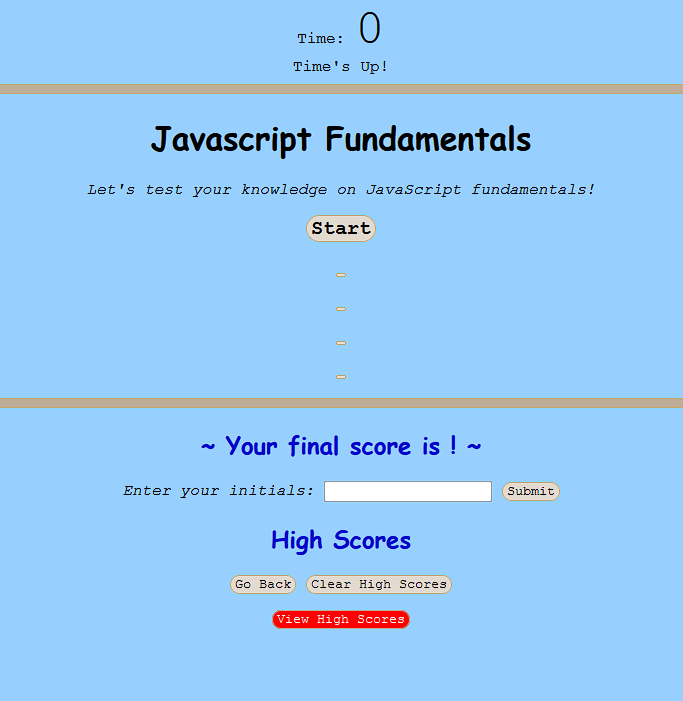 Time: 0
Time's Up!
Javascript Fundamentals
Let's test your knowledge on JavaScript fundamentals!
Start
~ Your final score is ! ~
Enter your initials: Submit
High Scores
Go Back Clear High Scores
View High Scores